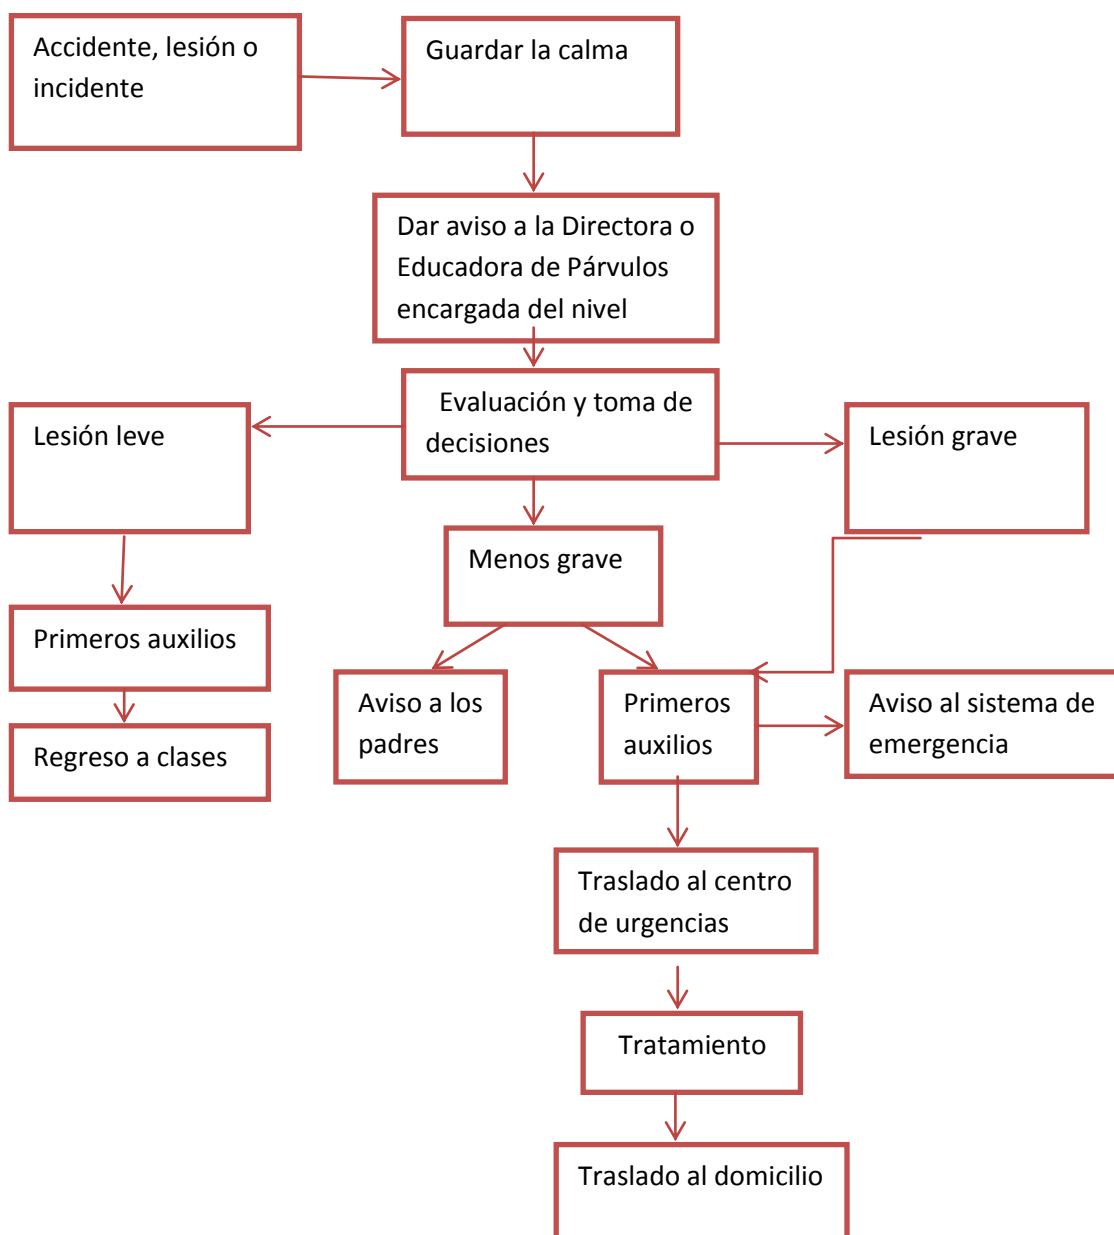 Accidente, lesión o
incidente
Guardar la calma
Dar aviso a la Directora o
Educadora de Párvulos
encargada del nivel
Evaluación y toma de
decisiones
Lesión leve
Lesión grave
Menos grave
Primeros auxilios
Regreso a clases
Aviso a los
padres
Primeros
auxilios
Aviso al sistema de
emergencia
Traslado al centro
de urgencias
Tratamiento
Traslado al domicilio